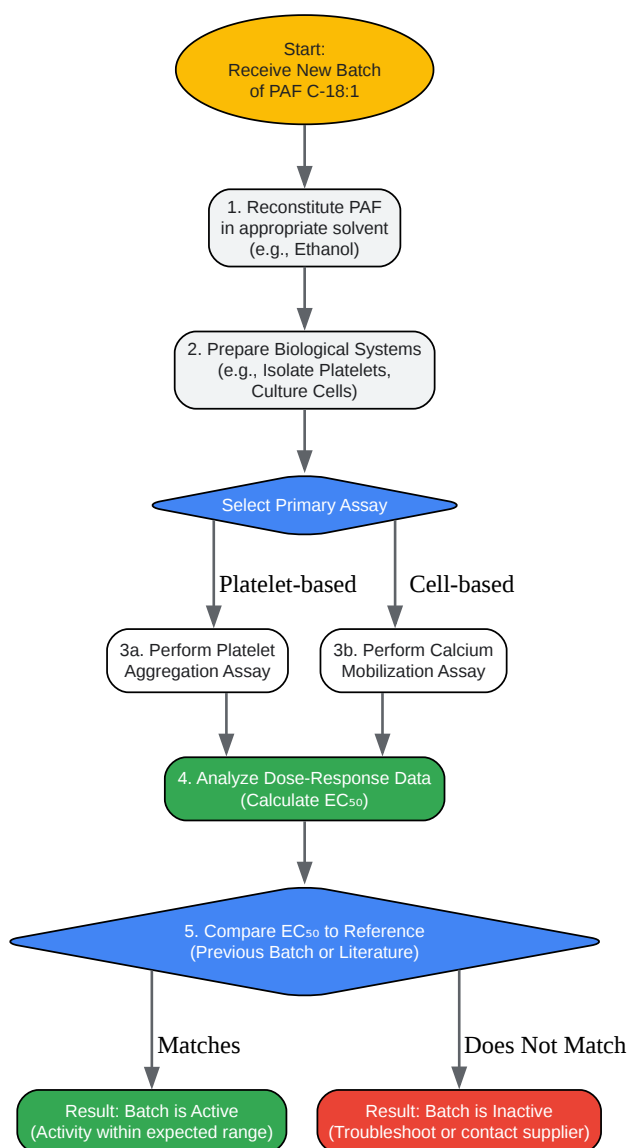 Start:
Receive New Batch
of PAF C-18:1
1. Reconstitute PAF
in appropriate solvent
(e.g., Ethanol)
2. Prepare Biological Systems
(e.g., Isolate Platelets,
Culture Cells)
Select Primary Assay
Platelet-based
Cell-based
3a. Perform Platelet
Aggregation Assay
3b. Perform Calcium
Mobilization Assay
4. Analyze Dose-Response Data
(Calculate EC₅₀)
5. Compare EC₅₀ to Reference
(Previous Batch or Literature)
Matches
Does Not Match
Result: Batch is Active
(Activity within expected range)
Result: Batch is Inactive
(Troubleshoot or contact supplier)